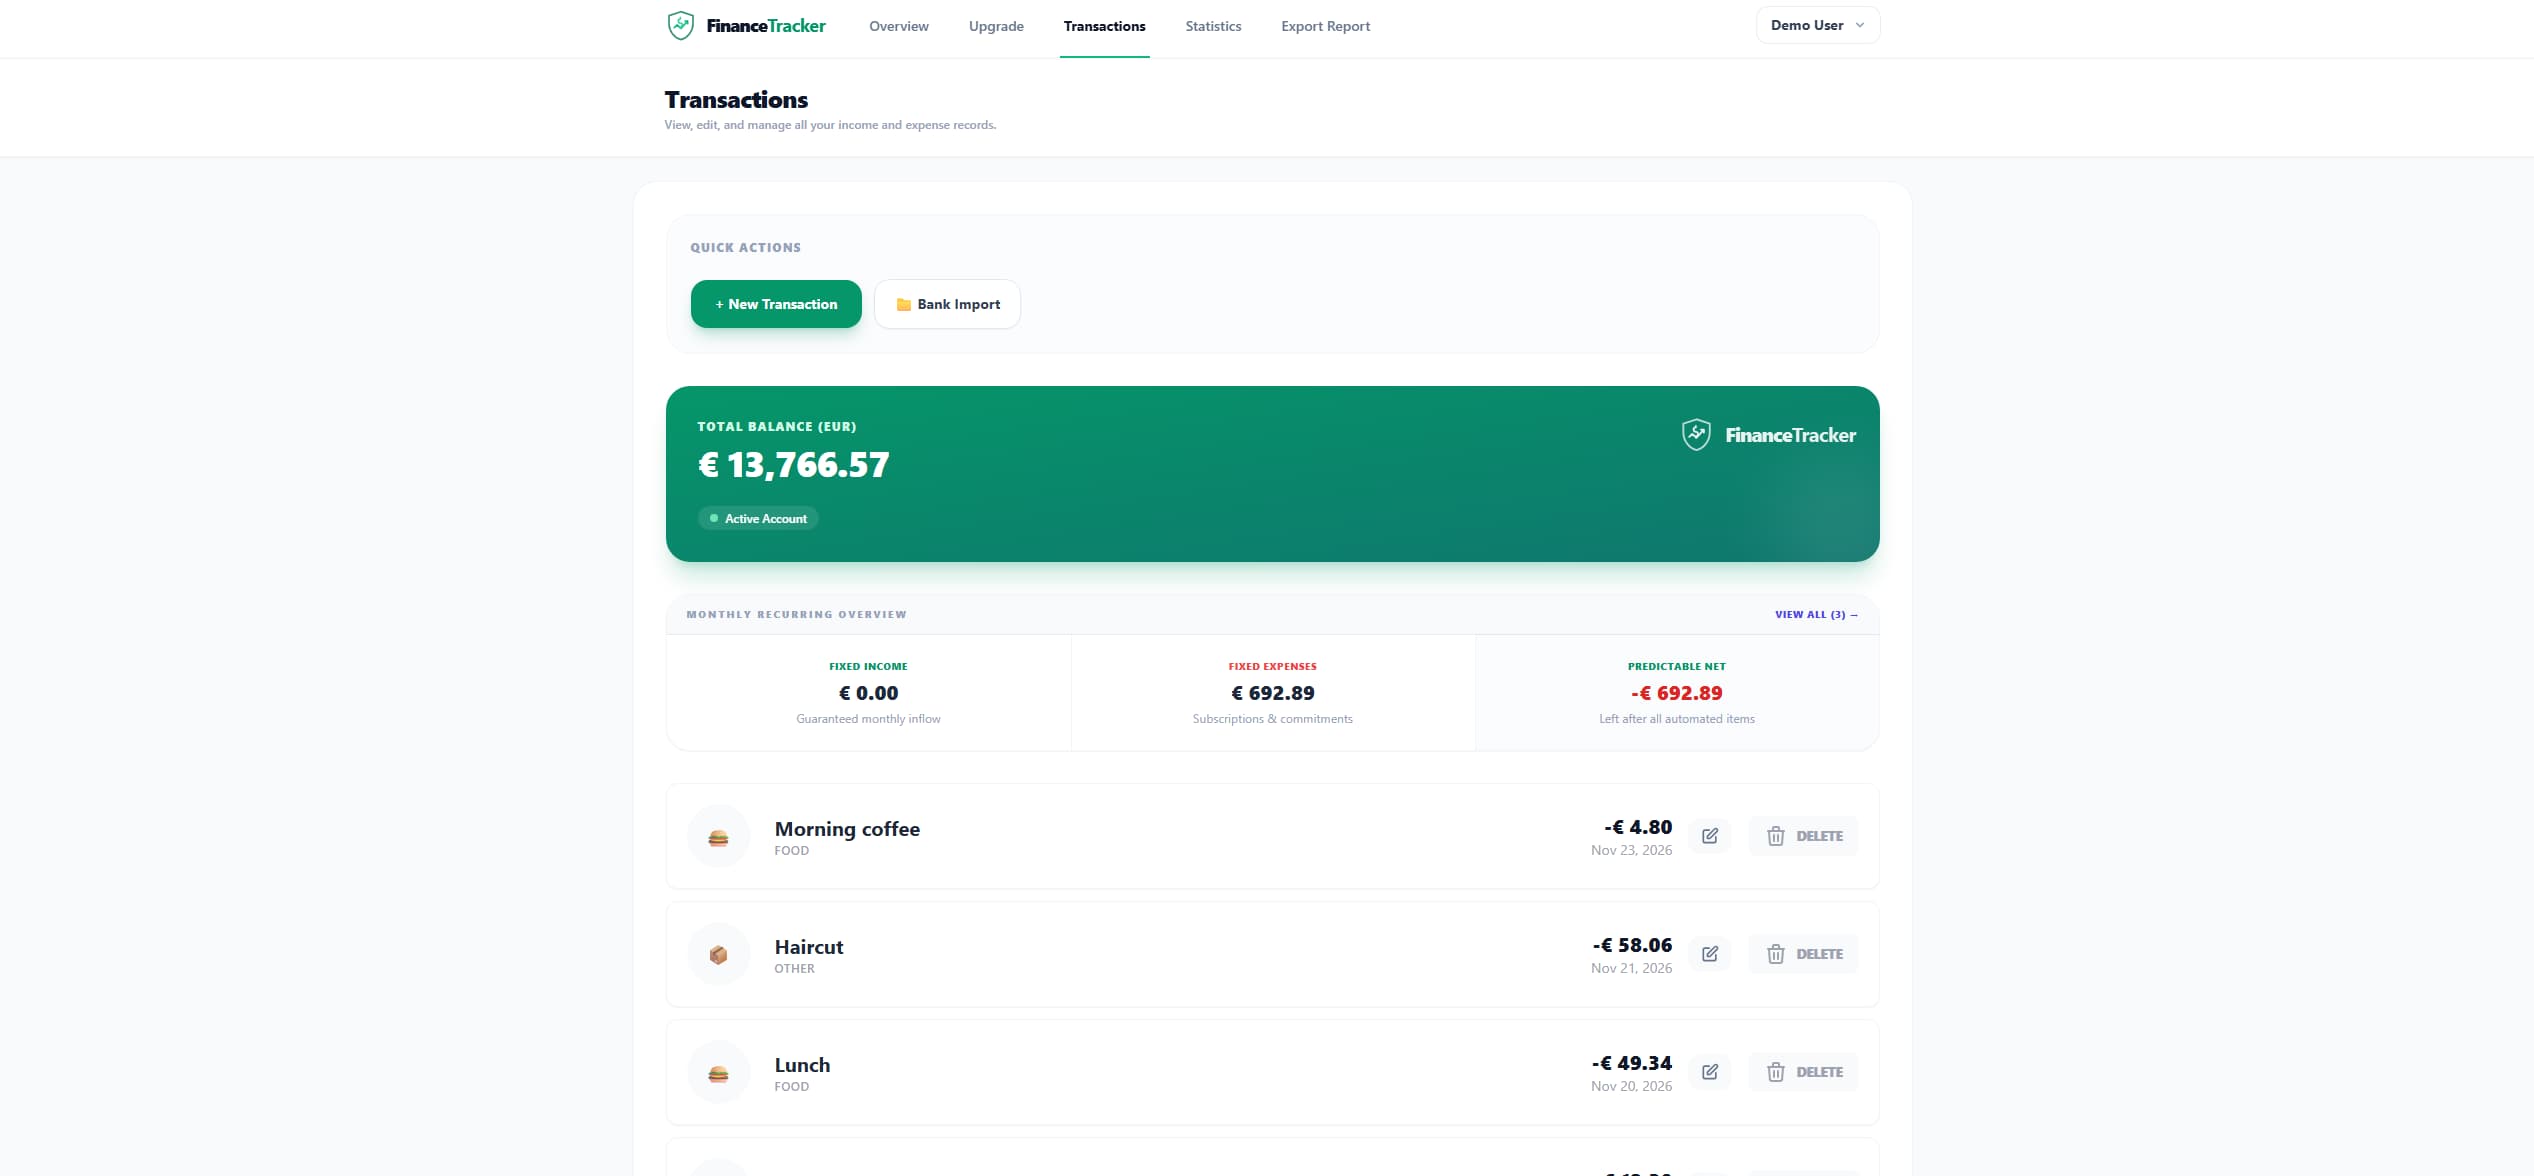 FinanceTracker
Overview
Upgrade
Transactions
Statistics
Export Report
Demo User
Transactions
View, edit, and manage all your income and expense records.
QUICK ACTIONS
+ New Transaction
Bank Import
TOTAL BALANCE (EUR)
€ 13,766.57
Active Account
FinanceTracker
MONTHLY RECURRING OVERVIEW
VIEW ALL (3) →
FIXED INCOME
€ 0.00
Guaranteed monthly inflow
FIXED EXPENSES
€ 692.89
Subscriptions & commitments
PREDICTABLE NET
-€ 692.89
Left after all automated items
Morning coffee
FOOD
-€ 4.80
Nov 23, 2026
DELETE
Haircut
OTHER
-€ 58.06
Nov 21, 2026
DELETE
Lunch
FOOD
-€ 49.34
Nov 20, 2026
DELETE